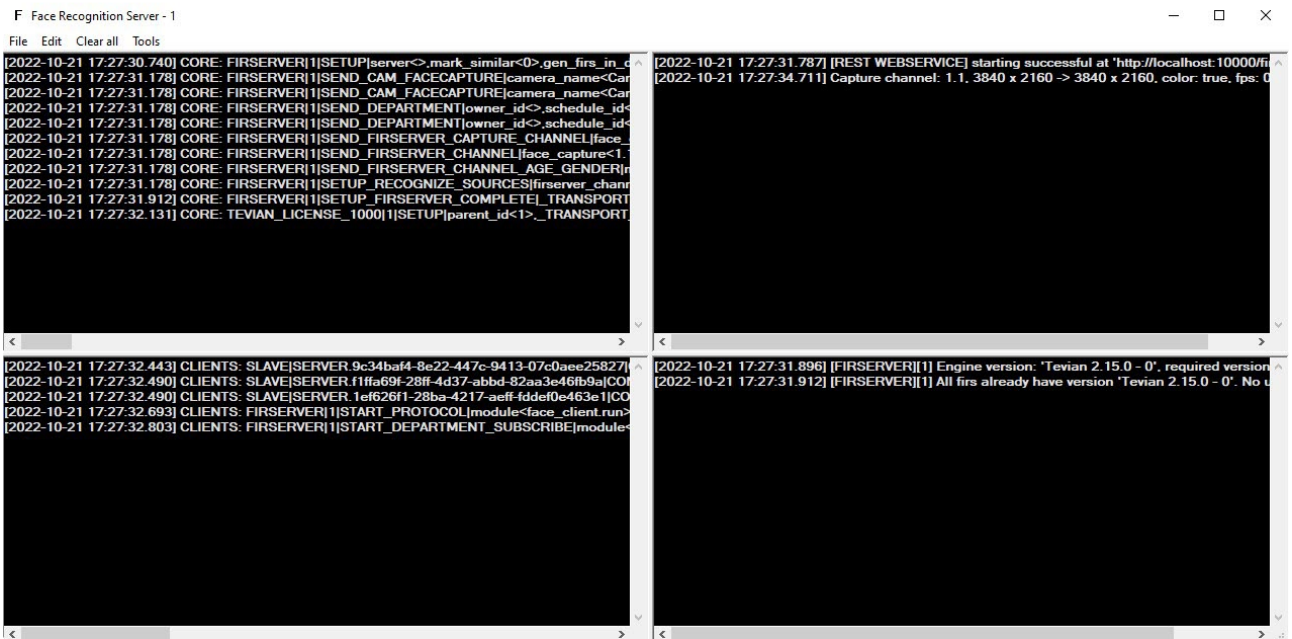 Face Recognition Server - 1
File Edit Clear all Tools
[2022-10-21 17:27:30.740] CORE: FIRSERVER|1|SETUP|server<>,mark_similar<0>,gen_firs_in_d
[2022-10-21 17:27:31.178] CORE: FIRSERVER|1|SEND_CAM_FACECAPTURE|camera_name<Car
[2022-10-21 17:27:31.178] CORE: FIRSERVER|1|SEND_CAM_FACECAPTURE|camera_name<Car
[2022-10-21 17:27:31.178] CORE: FIRSERVER|1|SEND_DEPARTMENT|owner_id<>,schedule_id<
[2022-10-21 17:27:31.178] CORE: FIRSERVER|1|SEND_DEPARTMENT|owner_id<>,schedule_id<
[2022-10-21 17:27:31.178] CORE: FIRSERVER|1|SEND_FIRSERVER_CAPTURE_CHANNEL|face_
[2022-10-21 17:27:31.178] CORE: FIRSERVER|1|SEND_FIRSERVER_CHANNEL|face_capture<1.
[2022-10-21 17:27:31.178] CORE: FIRSERVER|1|SEND_FIRSERVER_CHANNEL_AGE_GENDER|
[2022-10-21 17:27:31.178] CORE: FIRSERVER|1|SETUP_RECOGNIZE_SOURCES|firserver_chan
[2022-10-21 17:27:31.912] CORE: FIRSERVER|1|SETUP_FIRSERVER_COMPLETE|_TRANSPORT
[2022-10-21 17:27:32.131] CORE: TEVIAN_LICENSE_1000|1|SETUP|parent_id<1>,_TRANSPORT_
[2022-10-21 17:27:31.787] [REST WEBSERVICE] starting successful at 'http://localhost:10000/fi
[2022-10-21 17:27:34.711] Capture channel: 1.1, 3840 x 2160 -> 3840 x 2160, color: true, fps: 0
[2022-10-21 17:27:32.443] CLIENTS: SLAVE|SERVER.9c34baf4-8e22-447c-9413-07c0aee25827|
[2022-10-21 17:27:32.490] CLIENTS: SLAVE|SERVER.f1ffa69f-28ff-4d37-abbd-82aa3e46fb9a|CO
[2022-10-21 17:27:32.490] CLIENTS: SLAVE|SERVER.1ef626f1-28ba-4217-aeff-fddef0e463e1|CO
[2022-10-21 17:27:32.693] CLIENTS: FIRSERVER|1|START_PROTOCOL|module<face_client.run>
[2022-10-21 17:27:32.803] CLIENTS: FIRSERVER|1|START_DEPARTMENT_SUBSCRIBE|module<
[2022-10-21 17:27:31.896] [FIRSERVER][1] Engine version: 'Tevian 2.15.0 - 0', required version
[2022-10-21 17:27:31.912] [FIRSERVER][1] All firs already have version 'Tevian 2.15.0 - 0'. No u